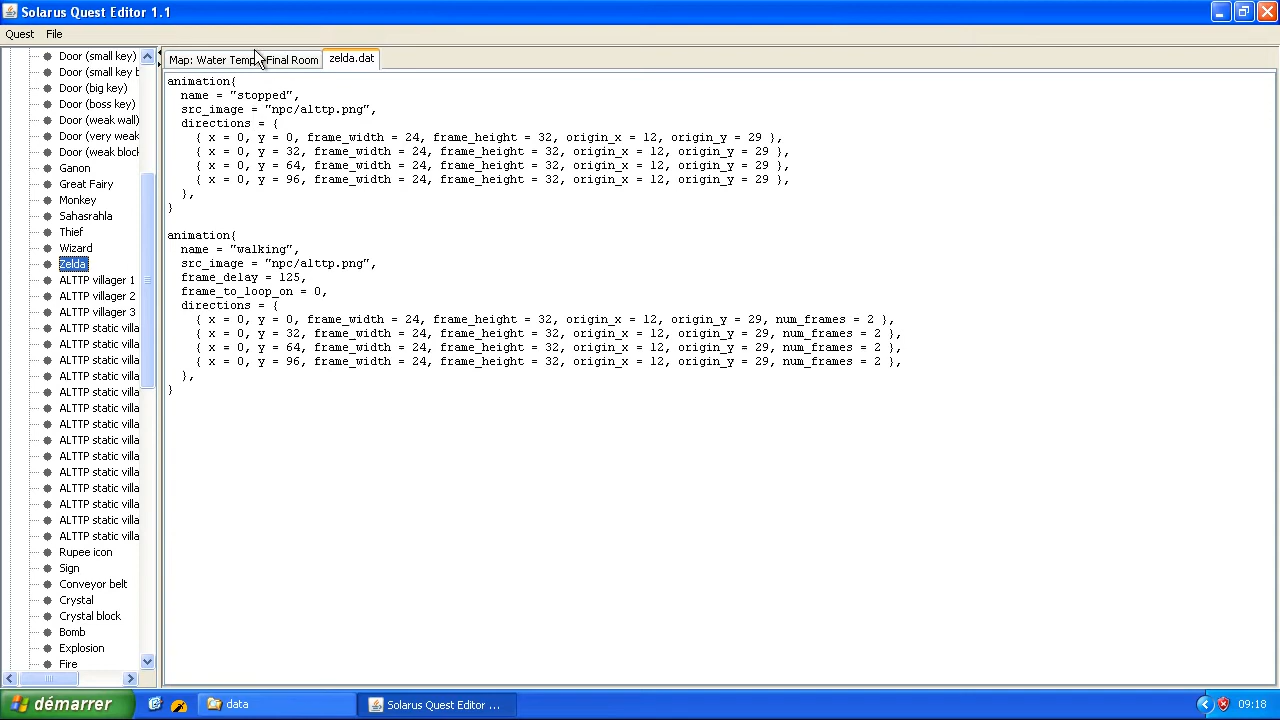 Solarus Quest Editor 1.1
Quest File
Door (small key)
Door (small key b
Door (big key)
Door (boss key)
Door (weak wall)
Door (very weak
Door (weak block
Ganon
Great Fairy
Monkey
Sahasrahla
Thief
Wizard
Zelda
ALTTP villager 1
ALTTP villager 2
ALTTP villager 3
ALTTP static villa
ALTTP static villa
ALTTP static villa
ALTTP static villa
ALTTP static villa
ALTTP static villa
ALTTP static villa
ALTTP static villa
ALTTP static villa
ALTTP static villa
ALTTP static villa
ALTTP static villa
ALTTP static villa
ALTTP static villa
Rupee icon
Sign
Conveyor belt
Crystal
Crystal block
Bomb
Explosion
Fire
Map: Water Temp Final Room
zelda.dat
animation{
name = "stopped",
src_image = "npc/alttp.png",
directions = {
{ x = 0, y = 0, frame_width = 24, frame_height = 32, origin_x = 12, origin_y = 29 },
{ x = 0, y = 32, frame_width = 24, frame_height = 32, origin_x = 12, origin_y = 29 },
{ x = 0, y = 64, frame_width = 24, frame_height = 32, origin_x = 12, origin_y = 29 },
{ x = 0, y = 96, frame_width = 24, frame_height = 32, origin_x = 12, origin_y = 29 },
},
}
animation{
name = "walking",
src_image = "npc/alttp.png",
frame_delay = 125,
frame_to_loop_on = 0,
directions = {
{ x = 0, y = 0, frame_width = 24, frame_height = 32, origin_x = 12, origin_y = 29, num_frames = 2 },
{ x = 0, y = 32, frame_width = 24, frame_height = 32, origin_x = 12, origin_y = 29, num_frames = 2 },
{ x = 0, y = 64, frame_width = 24, frame_height = 32, origin_x = 12, origin_y = 29, num_frames = 2 },
{ x = 0, y = 96, frame_width = 24, frame_height = 32, origin_x = 12, origin_y = 29, num_frames = 2 },
},
}
démarrer
data
Solarus Quest Editor ...
09:18